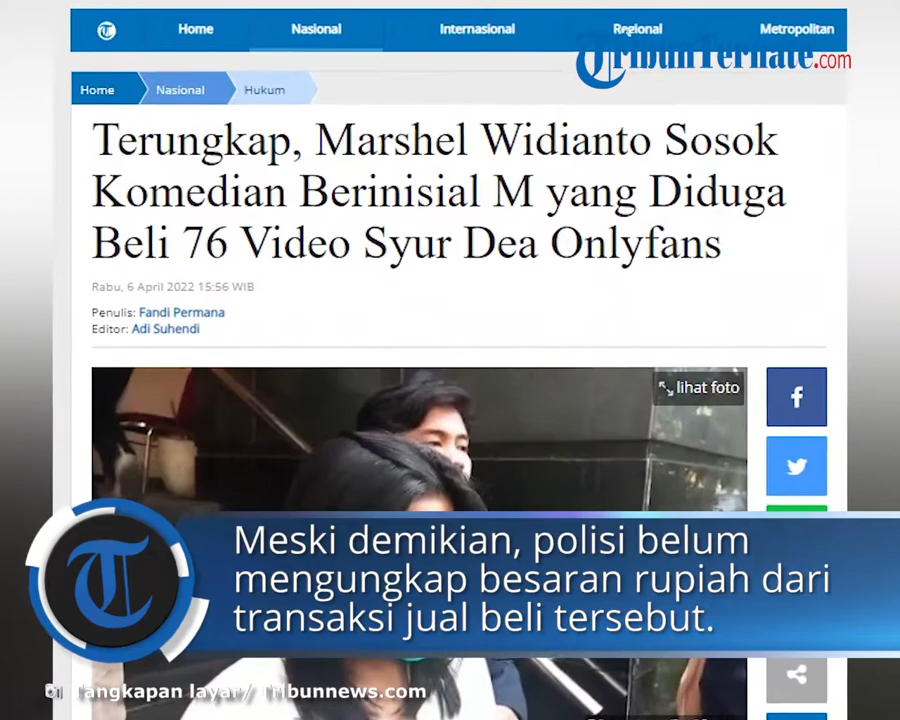 Home Nasional Internasional Regional Metropolitan
TribunTernate.com
Home Nasional Hukum
Terungkap, Marshel Widianto Sosok
Komedian Berinisial M yang Diduga
Beli 76 Video Syur Dea Onlyfans
Rabu, 6 April 2022 15:56 WIB
Penulis: Fandi Permana
Editor: Adi Suhendi
lihat foto
Meski demikian, polisi belum
mengungkap besaran rupiah dari
transaksi jual beli tersebut.
Tangkapan layar/ Tribunnews.com